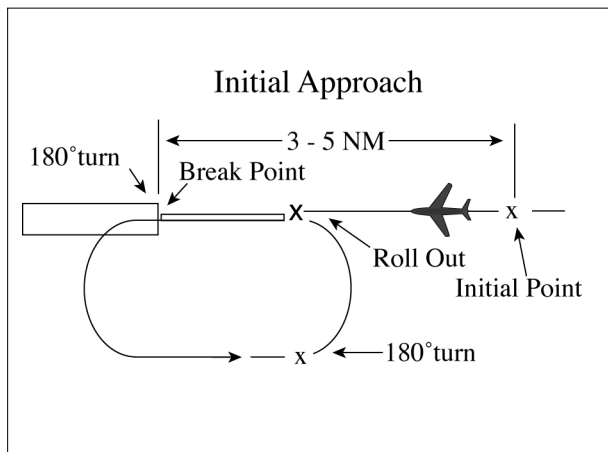 Initial Approach
3 - 5 NM
180°turn
Break Point
X
x
Roll Out
Initial Point
x
180°turn